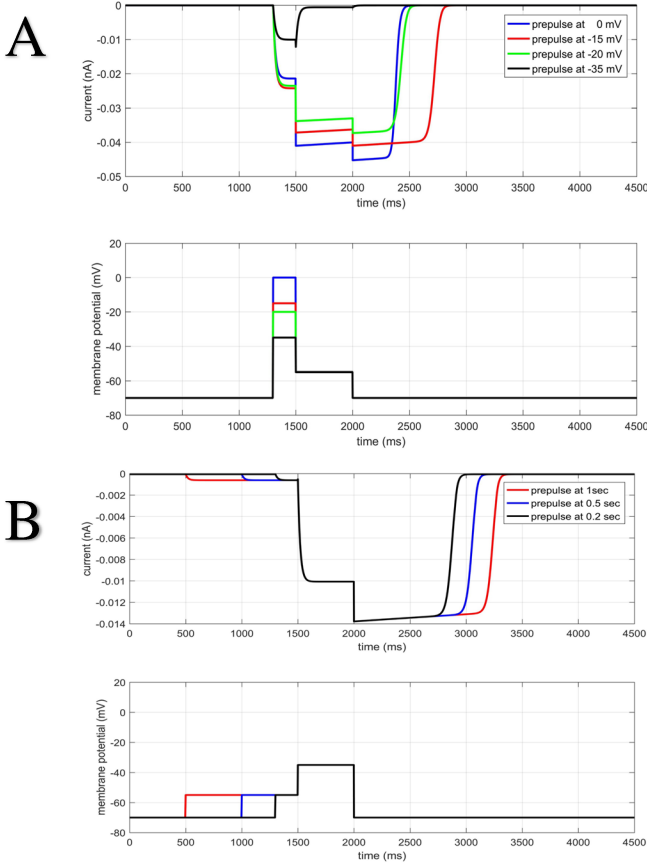 A
0
-0.01
-0.02
-0.03
-0.04
-0.05
current (nA)
prepulse at 0 mV
prepulse at -15 mV
prepulse at -20 mV
prepulse at -35 mV
0 500 1000 1500 2000 2500 3000 3500 4000 4500
time (ms)
20
0
-20
-40
-60
-80
membrane potential (mV)
0 500 1000 1500 2000 2500 3000 3500 4000 4500
time (ms)
B
0
-0.002
-0.004
-0.006
-0.008
-0.01
-0.012
-0.014
current (nA)
prepulse at 1sec
prepulse at 0.5 sec
prepulse at 0.2 sec
0 500 1000 1500 2000 2500 3000 3500 4000 4500
time (ms)
20
0
-20
-40
-60
-80
membrane potential (mV)
0 500 1000 1500 2000 2500 3000 3500 4000 4500
time (ms)